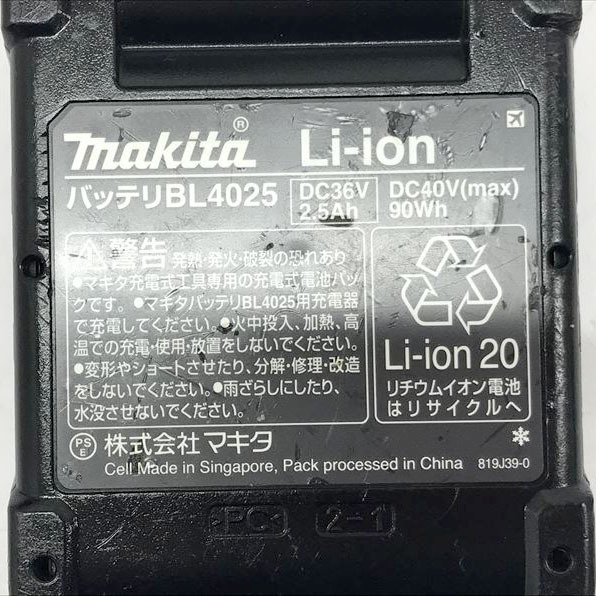 makita® Li-ion
バッテリBL4025 DC36V 2.5Ah DC40V(max) 90Wh
警告 発熱・発火・破裂の恐れあり
●マキタ充電式工具専用の充電式電池パッ
クです。●マキタバッテリBL4025用充電器
で充電してください。●火中投入、加熱、高
温での充電・使用・放置をしないでください。
●変形やショートさせたり、分解・修理・改造
をしないでください。●雨ざらしにしたり、
水没させないでください。
Li-ion 20
リチウムイオン電池
はリサイクルへ
PSE 株式会社 マキタ
Cell Made in Singapore, Pack processed in China 819J39-0
>PC< 2-1